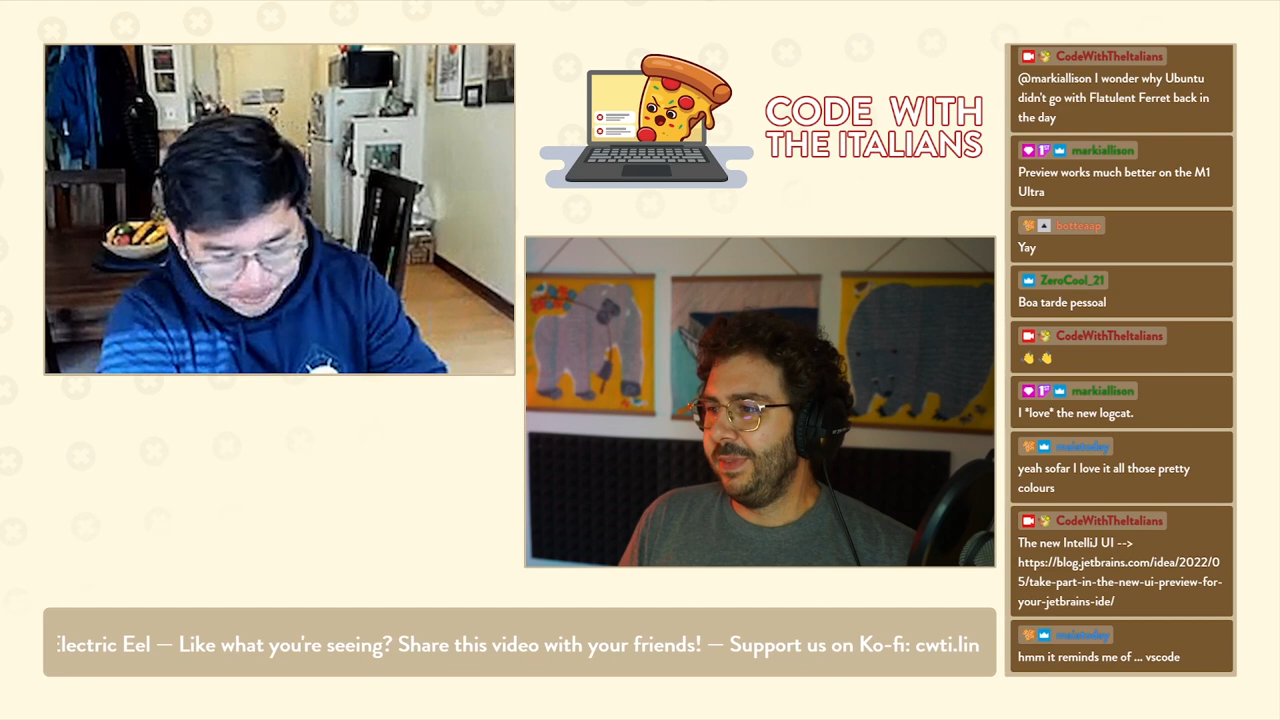 CODE WITH
THE ITALIANS
CodeWithTheItalians
@markiallison I wonder why Ubuntu
didn't go with Flatulent Ferret back in
the day
markiallison
Preview works much better on the M1
Ultra
botteaap
Yay
ZeroCool_21
Boa tarde pessoal
CodeWithTheItalians
markiallison
I *love* the new logcat.
yeah sofar I love it all those pretty
colours
CodeWithTheItalians
The new IntelliJ UI -->
https://blog.jetbrains.com/idea/2022/0
5/take-part-in-the-new-ui-preview-for-
your-jetbrains-ide/
hmm it reminds me of ... vscode
Electric Eel — Like what you're seeing? Share this video with your friends! — Support us on Ko-fi: cwti.lin